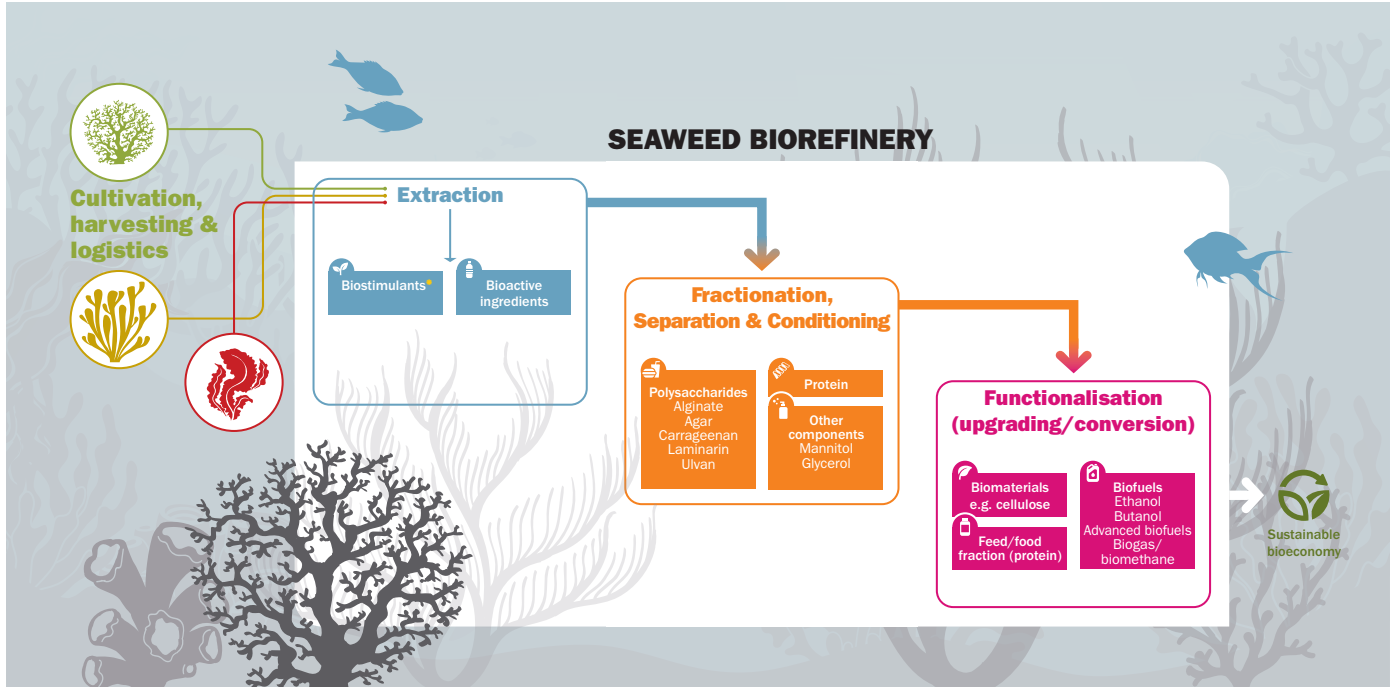 SEAWEED BIOREFINERY
Cultivation,
harvesting &
logistics
Extraction
Biostimulants*
Bioactive
ingredients
Fractionation,
Separation & Conditioning
Polysaccharides
Alginate
Agar
Carrageenan
Laminarin
Ulvan
Protein
Other
components
Mannitol
Glycerol
Functionalisation
(upgrading/conversion)
Biomaterials
e.g. cellulose
Feed/food
fraction (protein)
Biofuels
Ethanol
Butanol
Advanced biofuels
Biogas/
biomethane
Sustainable
bioeconomy